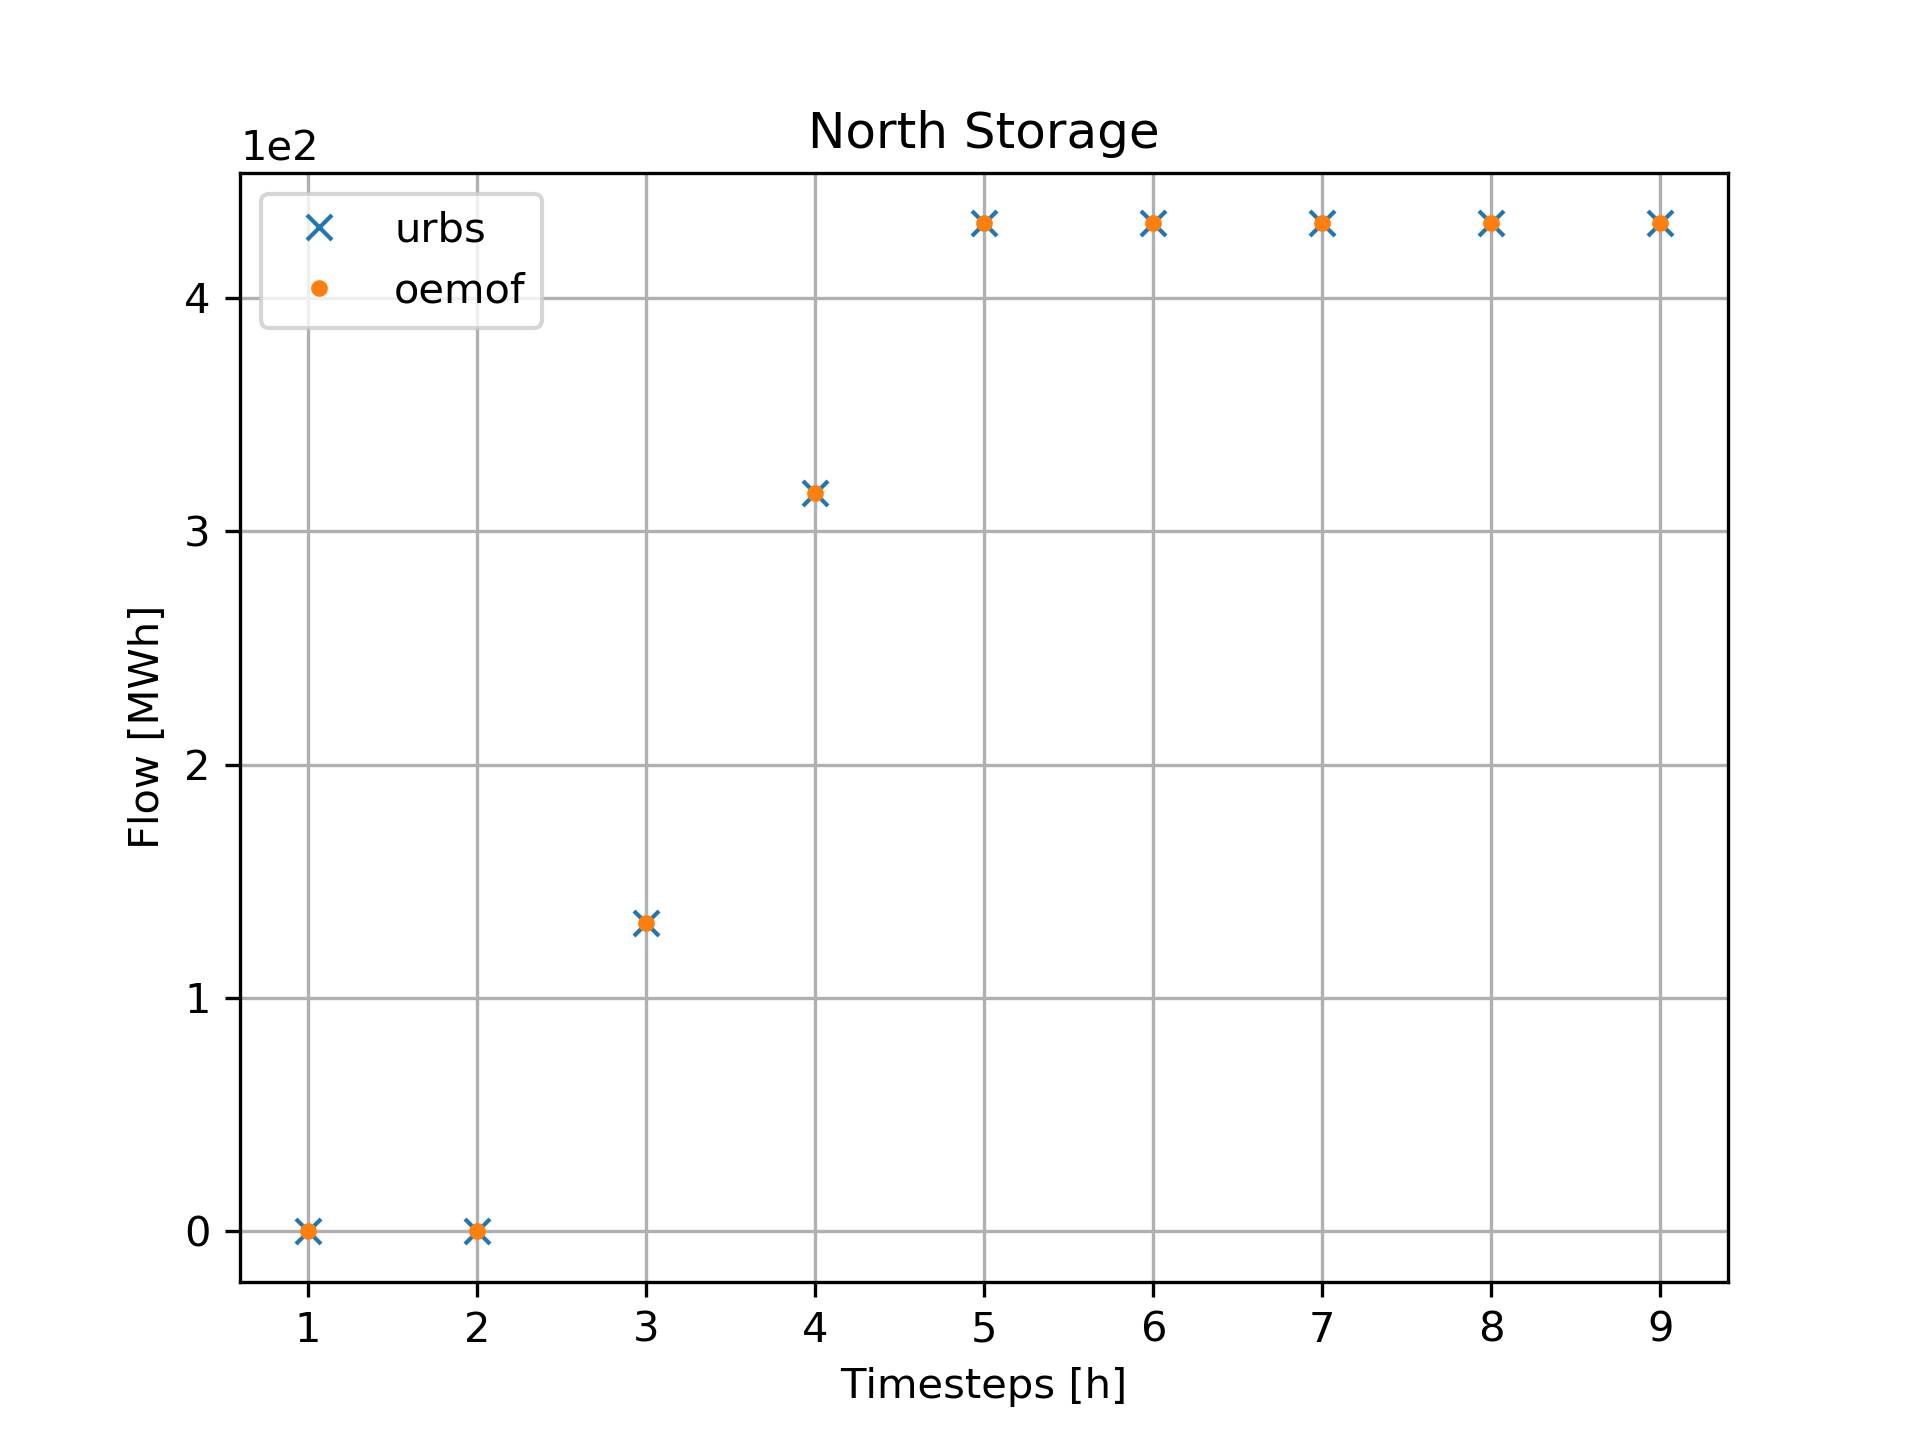 North Storage
1e2
urbs
oemof
4
3
2
1
0
Flow [MWh]
1 2 3 4 5 6 7 8 9
Timesteps [h]